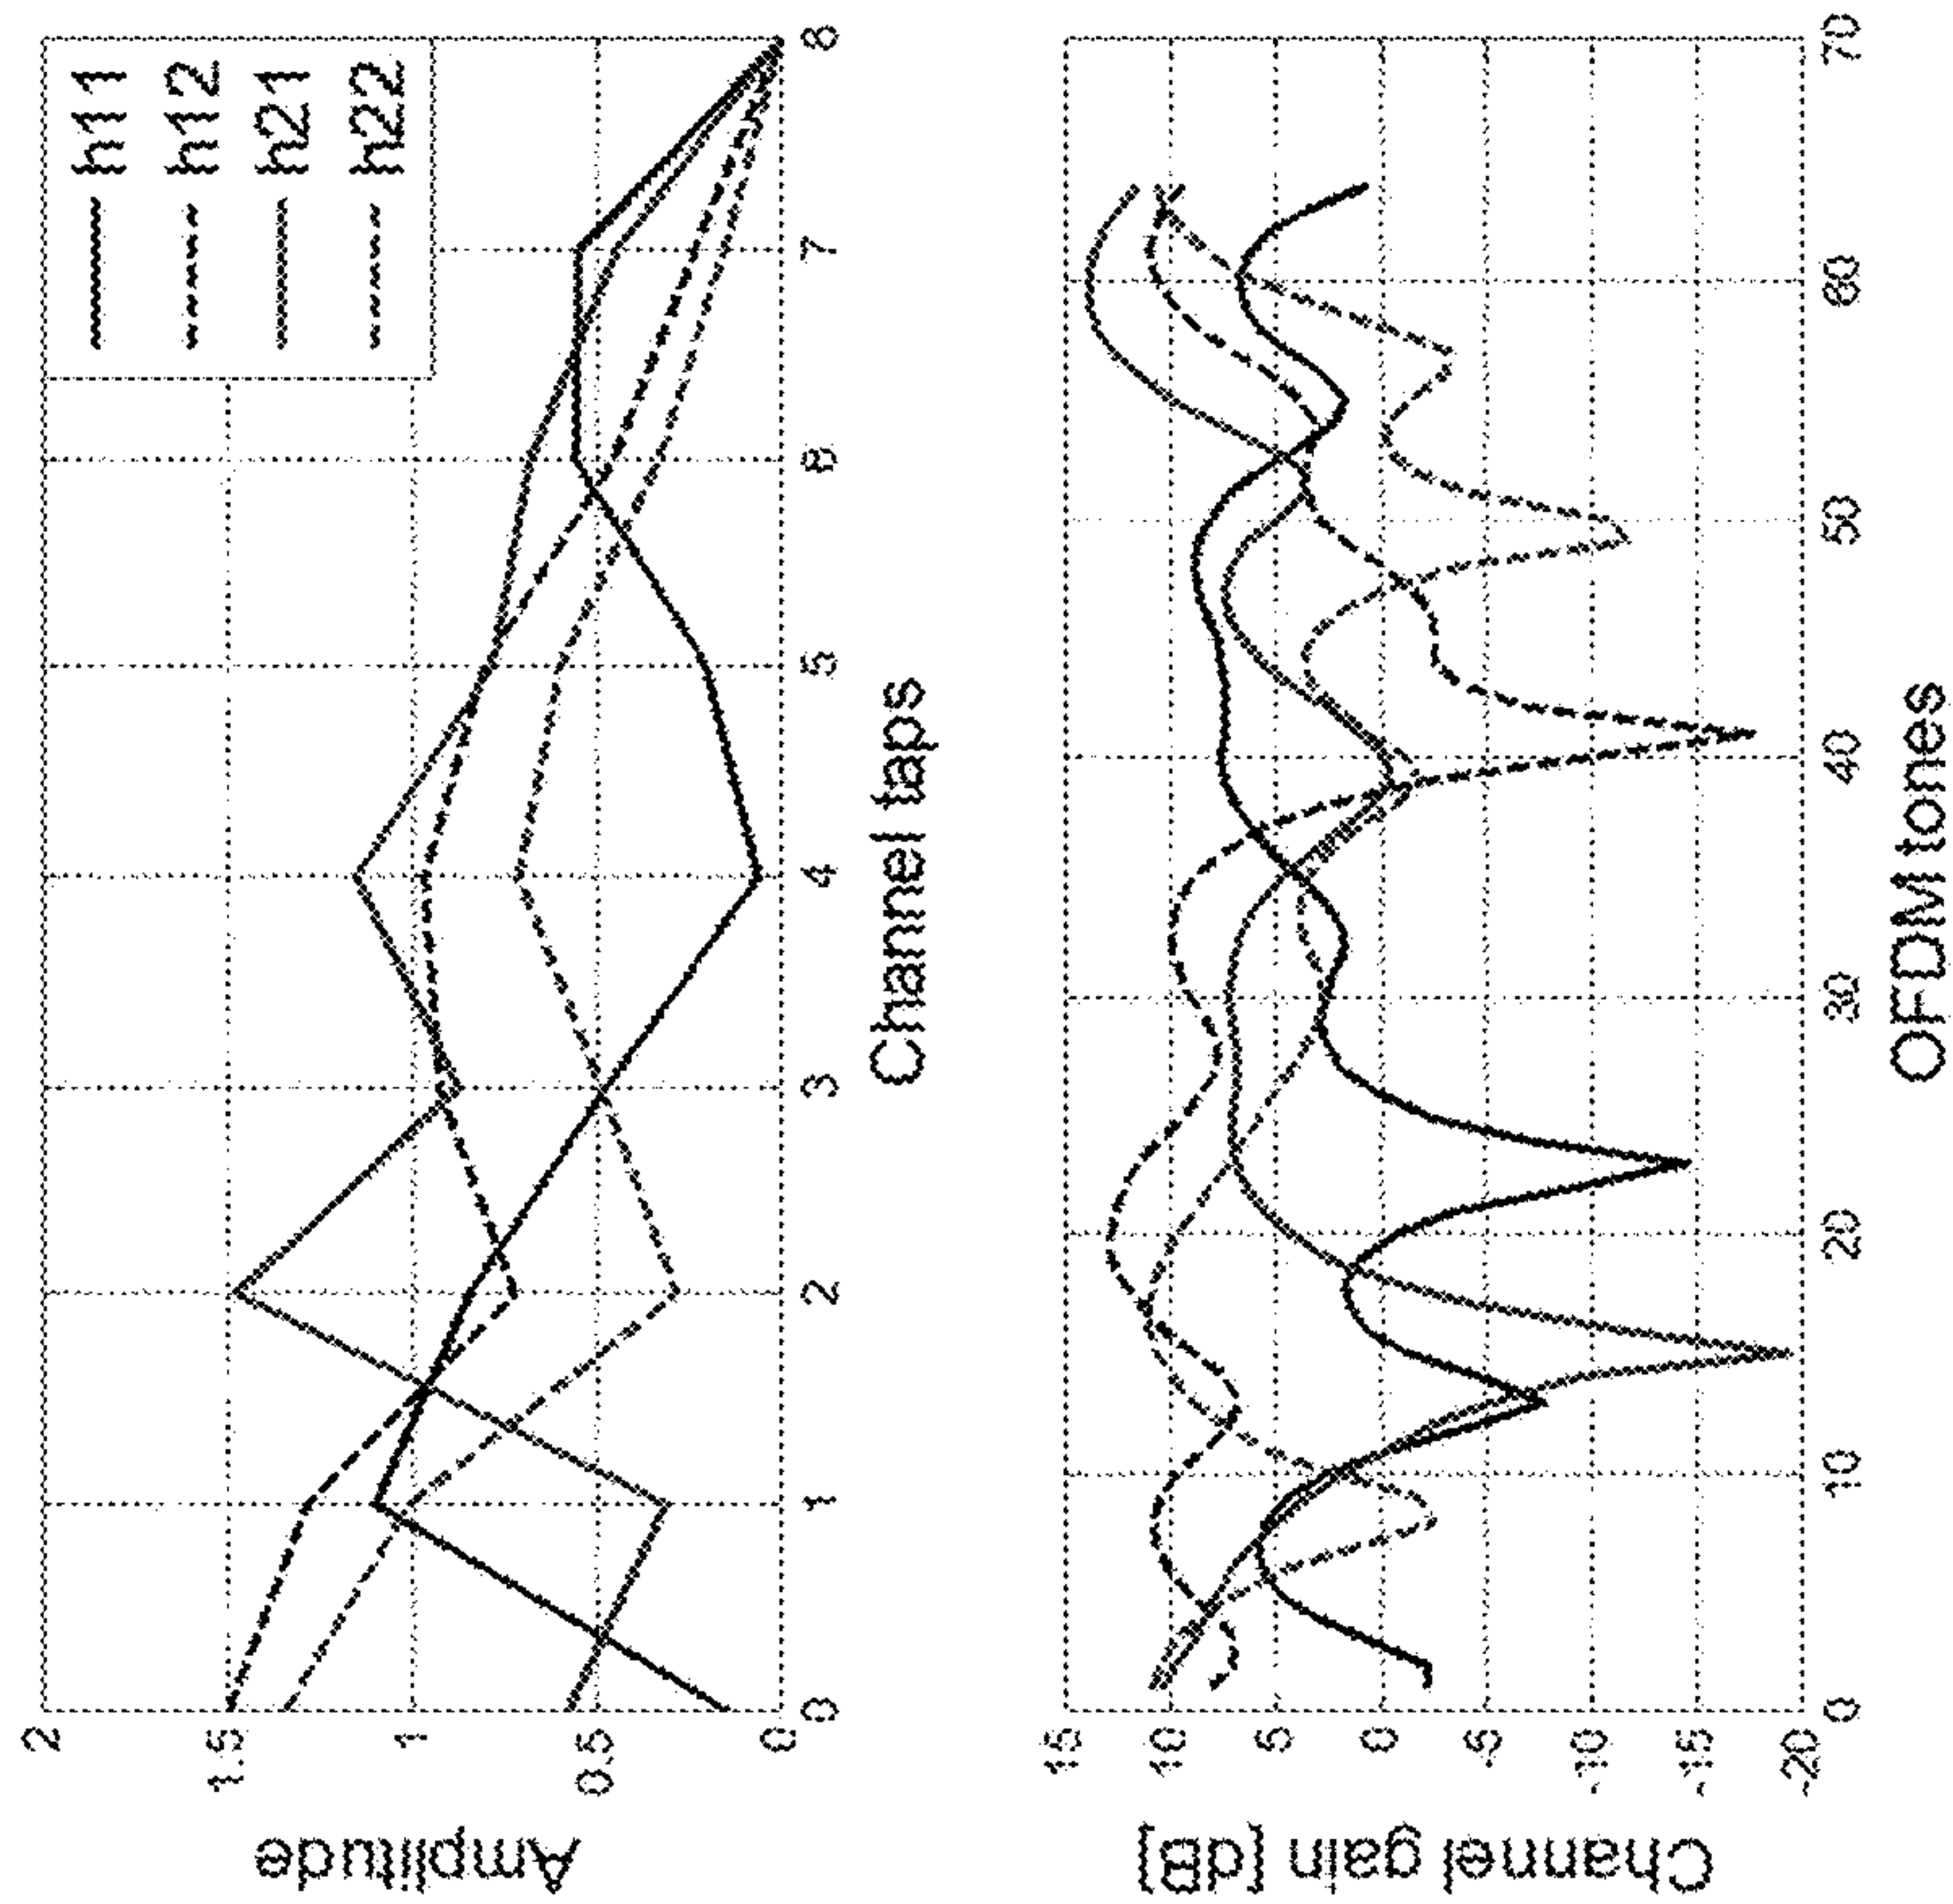 h11
h12
h21
h22
2
1.5
1
0.5
0
Amplitude
0 1 2 3 4 5 6 7 8
Channel taps
15
10
5
0
-5
-10
-15
-20
Channel gain [dB]
0 10 20 30 40 50 60 70
OFDM tones